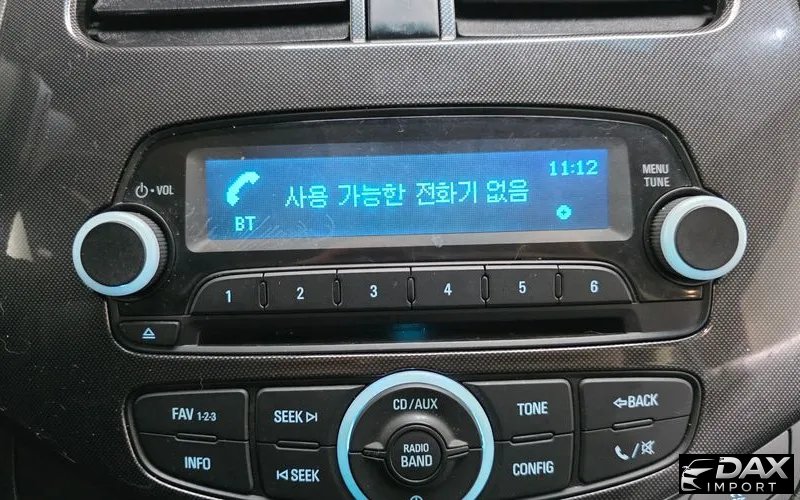 11:12
사용 가능한 전화기 없음
BT
VOL
MENU
TUNE
1 2 3 4 5 6
FAV 1-2-3
SEEK
CD/AUX
TONE
BACK
INFO
SEEK
RADIO
BAND
CONFIG
DAX
IMPORT